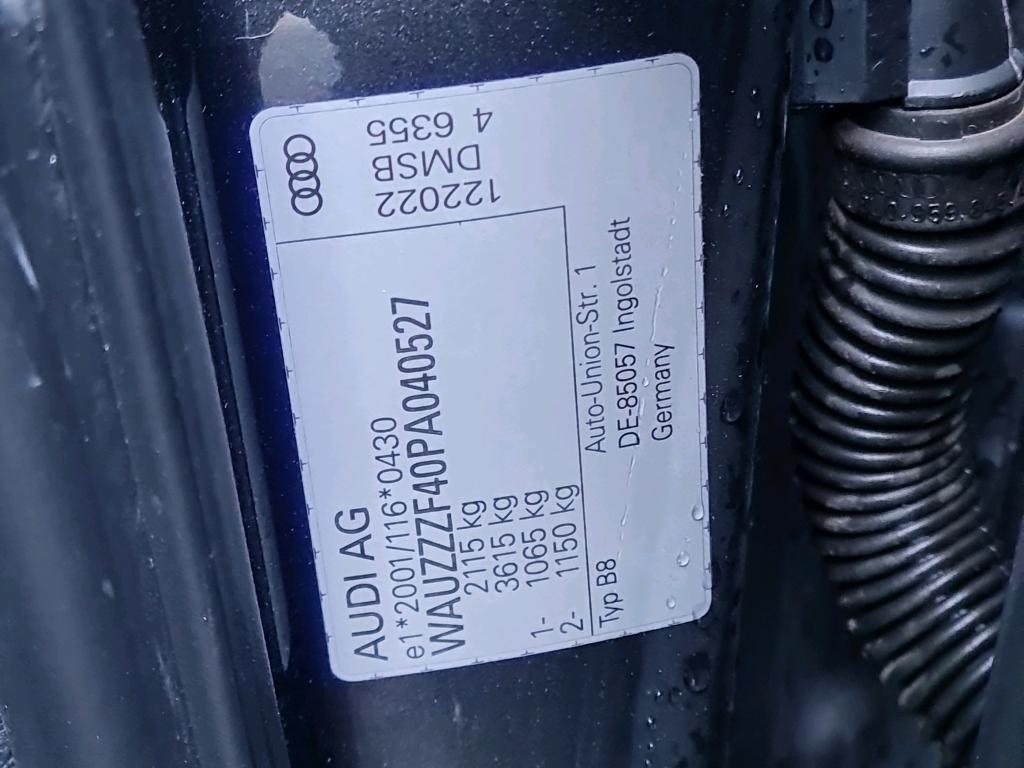 AUDI AG
e1*2001/116*0430
WAUZZZF40PA040527
2115 kg
3615 kg
1- 1065 kg
2- 1150 kg
Typ B8
Auto-Union-Str. 1
DE-85057 Ingolstadt
Germany
122022
DMSB
4 6355